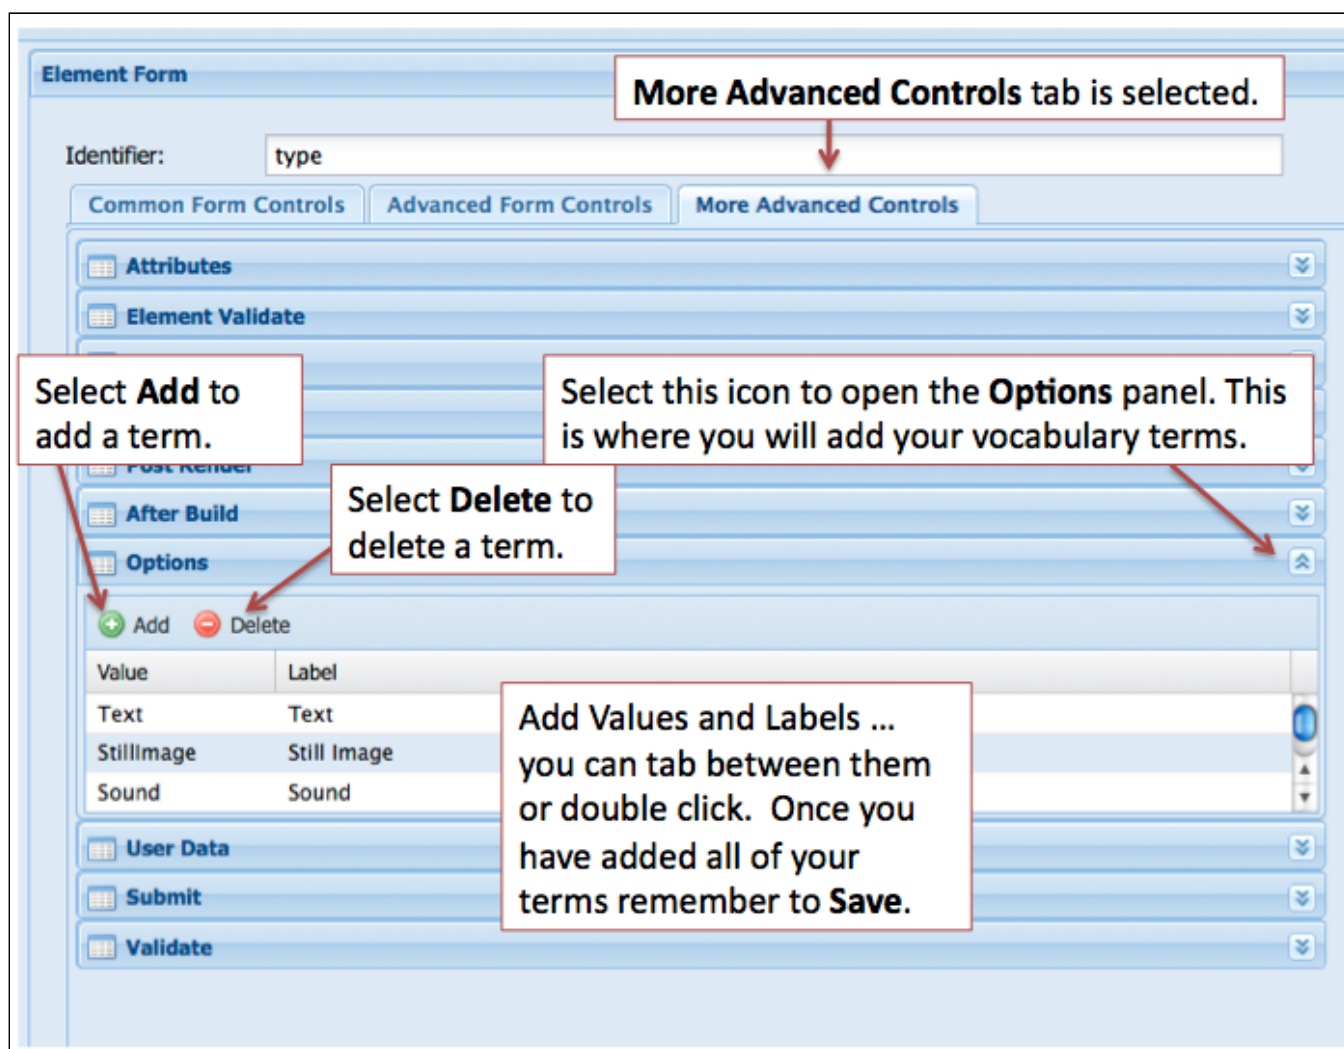 Element Form
More Advanced Controls tab is selected.
Identifier:
type
Common Form Controls
Advanced Form Controls
More Advanced Controls
Attributes
Element Validate
Select Add to
add a term.
Select this icon to open the Options panel. This
is where you will add your vocabulary terms.
Post Render
Select Delete to
delete a term.
After Build
Options
Add
Delete
Value
Label
Text
Text
StillImage
Still Image
Sound
Sound
Add Values and Labels ...
you can tab between them
or double click. Once you
have added all of your
terms remember to Save.
User Data
Submit
Validate